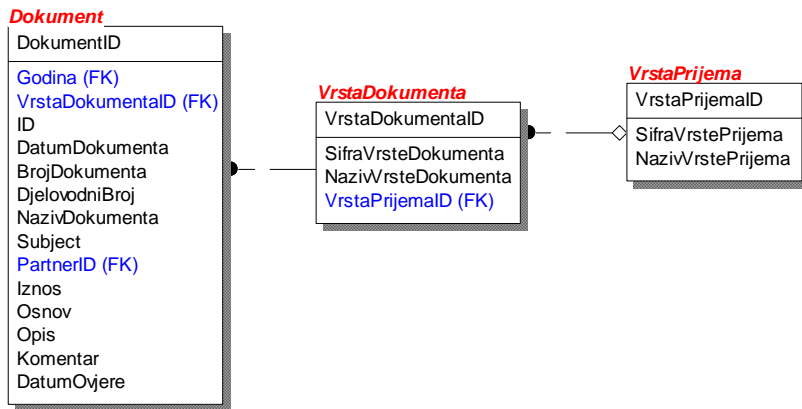 Dokument
DokumentID
Godina (FK)
VrstaDokumentaID (FK)
ID
DatumDokumenta
BrojDokumenta
DjelovodniBroj
NazivDokumenta
Subject
PartnerID (FK)
Iznos
Osnov
Opis
Komentar
DatumOvjere
VrstaDokumenta
VrstaDokumentaID
SifraVrsteDokumenta
NazivVrsteDokumenta
VrstaPrijemaID (FK)
VrstaPrijema
VrstaPrijemaID
SifraVrstePrijema
NazivVrstePrijema